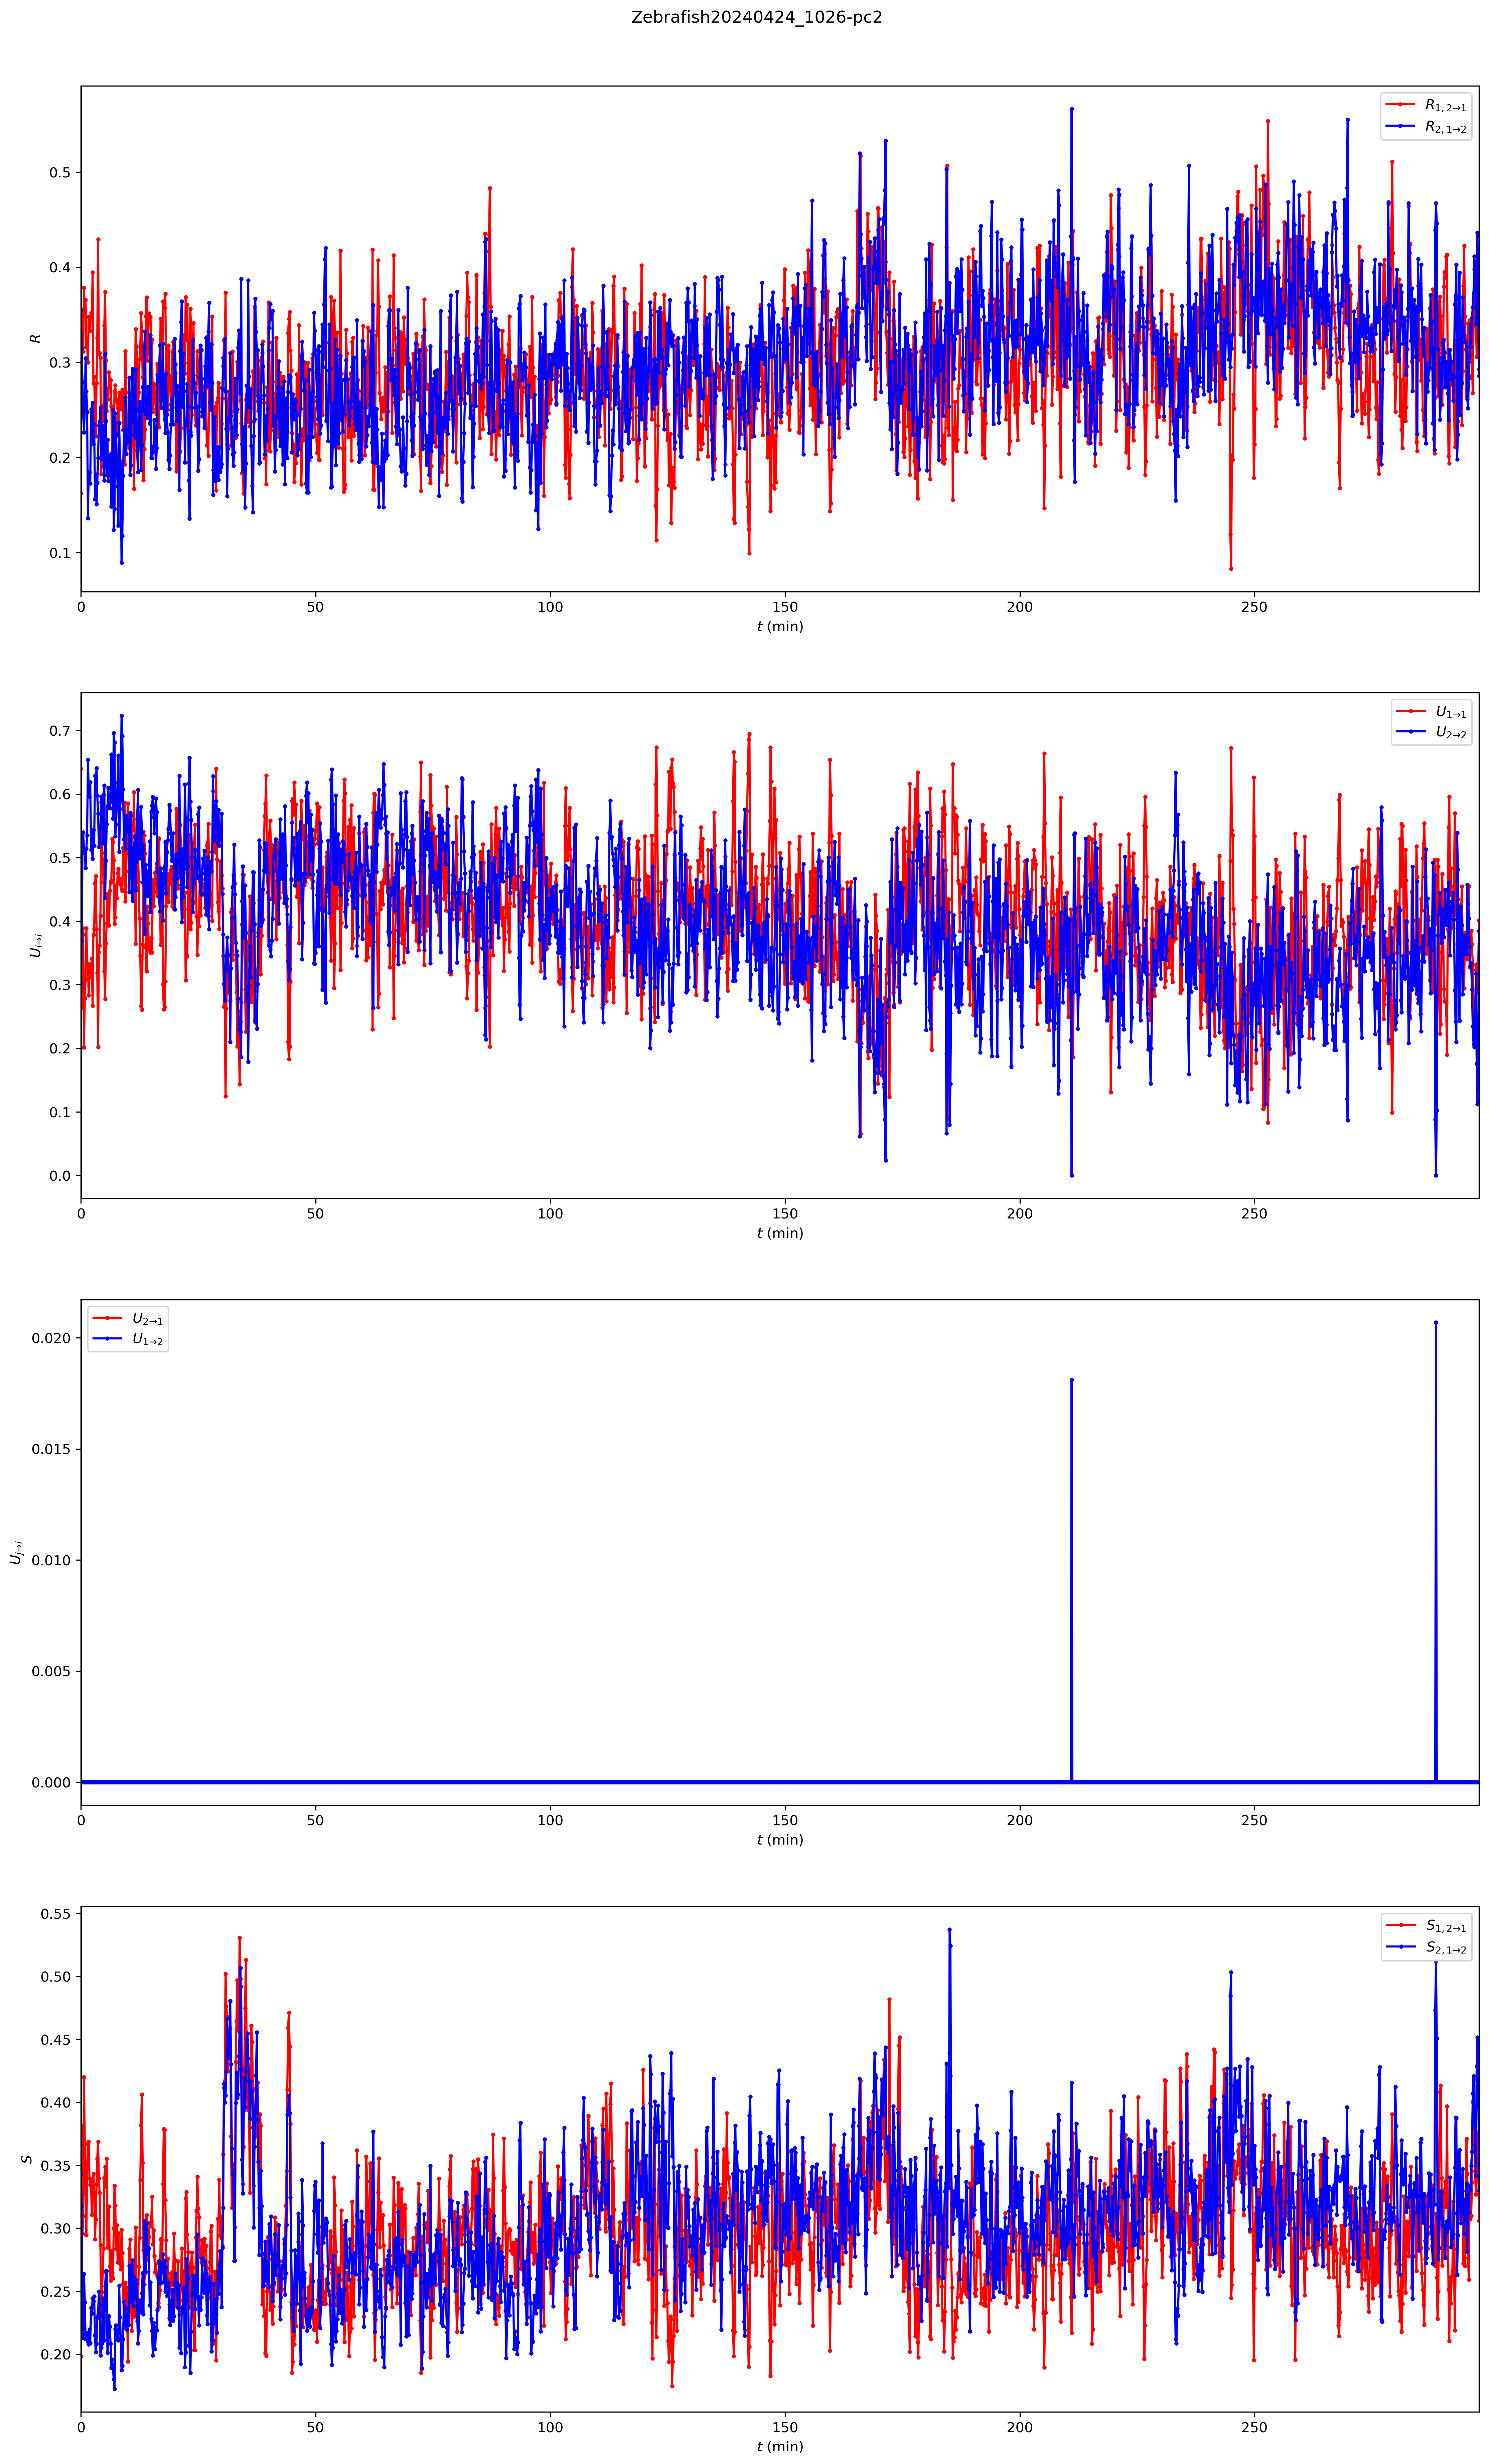 Zebrafish20240424_1026-pc2
R
0.5
0.4
0.3
0.2
0.1
R1,2→1
R2,1→2
0 50 100 150 200 250
t (min)
Ui→i
0.7
0.6
0.5
0.4
0.3
0.2
0.1
0.0
U1→1
U2→2
0 50 100 150 200 250
t (min)
Uj→i
0.020
0.015
0.010
0.005
0.000
U2→1
U1→2
0 50 100 150 200 250
t (min)
S
0.55
0.50
0.45
0.40
0.35
0.30
0.25
0.20
S1,2→1
S2,1→2
0 50 100 150 200 250
t (min)